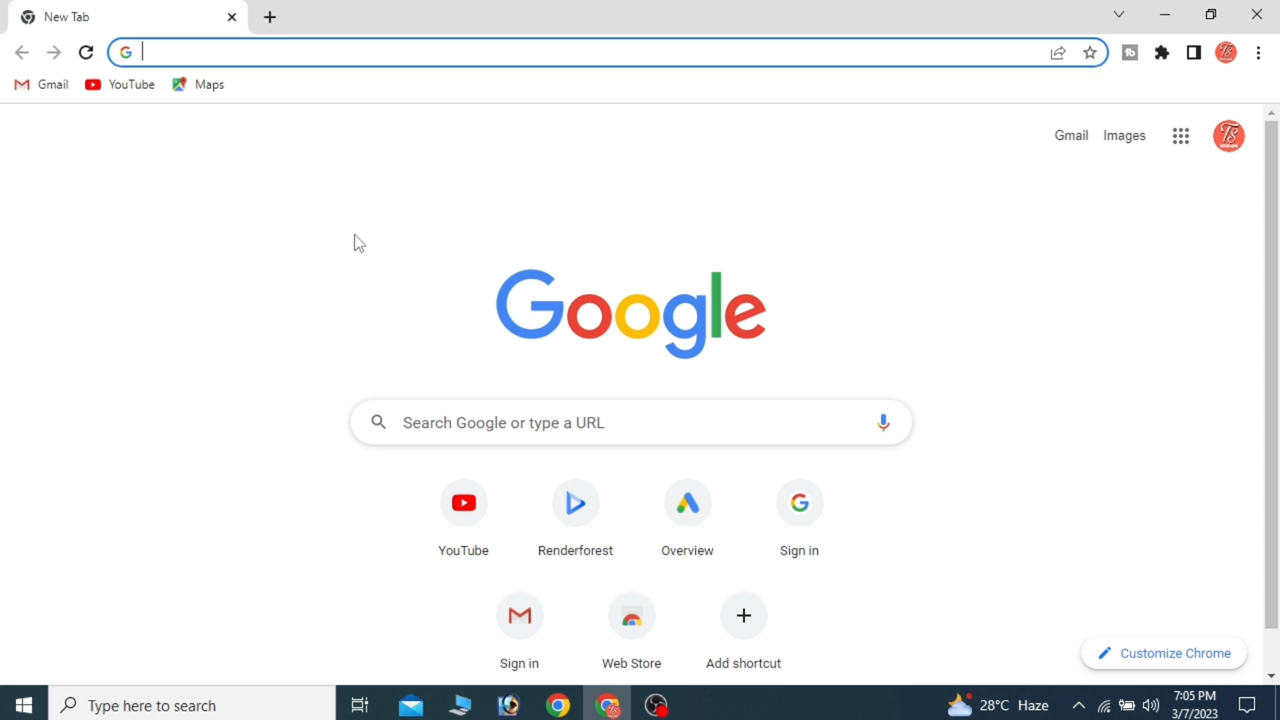 New Tab
Gmail YouTube Maps
Gmail Images
Google
Search Google or type a URL
YouTube Renderforest Overview Sign in
Sign in Web Store Add shortcut
Customize Chrome
Type here to search
28°C Haze
7:05 PM
3/7/2023